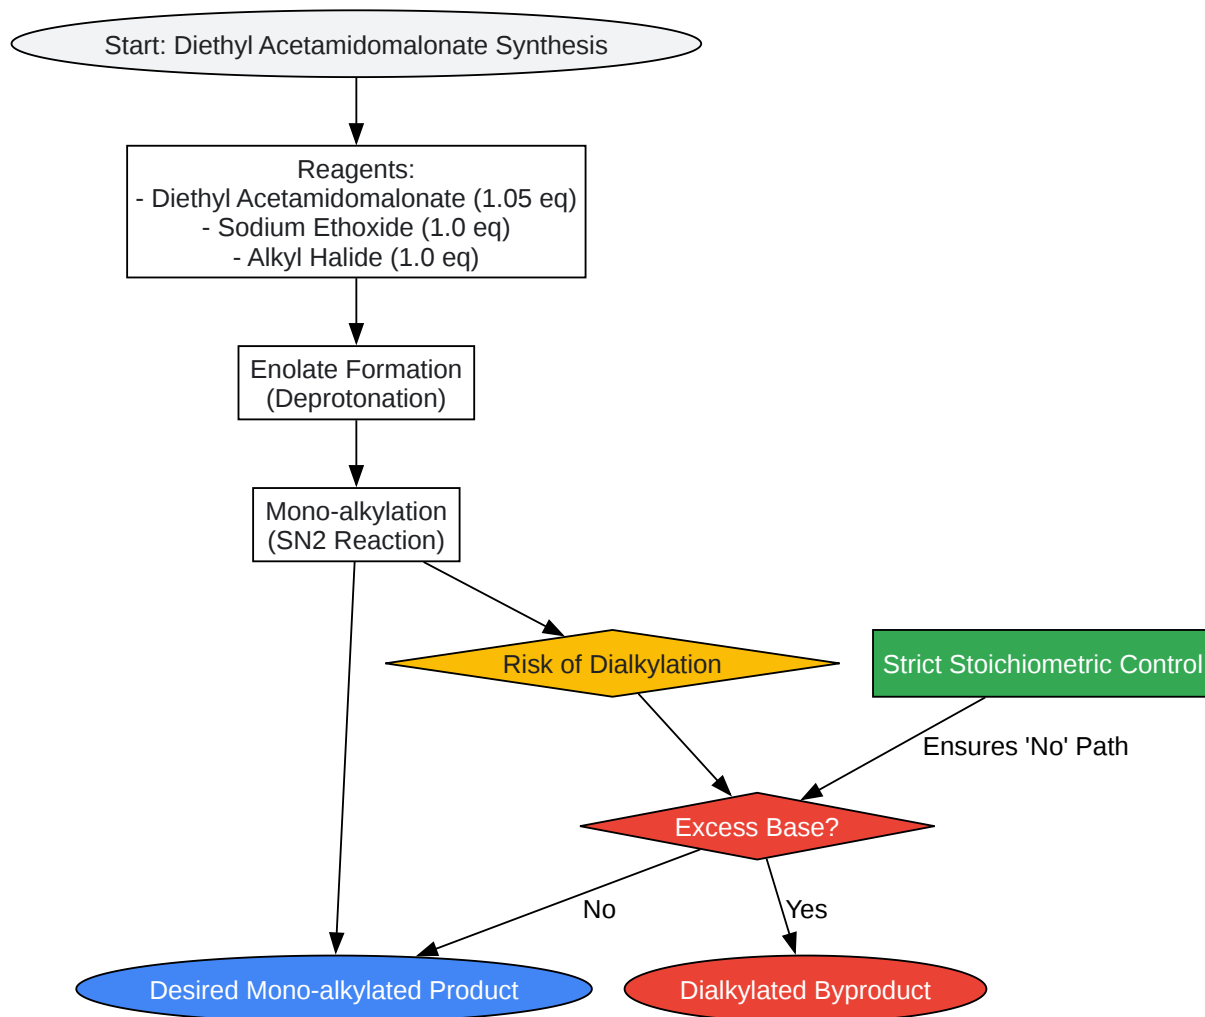 Start: Diethyl Acetamidomalonate Synthesis
Reagents:
- Diethyl Acetamidomalonate (1.05 eq)
- Sodium Ethoxide (1.0 eq)
- Alkyl Halide (1.0 eq)
Enolate Formation
(Deprotonation)
Mono-alkylation
(SN2 Reaction)
Risk of Dialkylation
Strict Stoichiometric Control
Ensures 'No' Path
Excess Base?
No
Yes
Desired Mono-alkylated Product
Dialkylated Byproduct